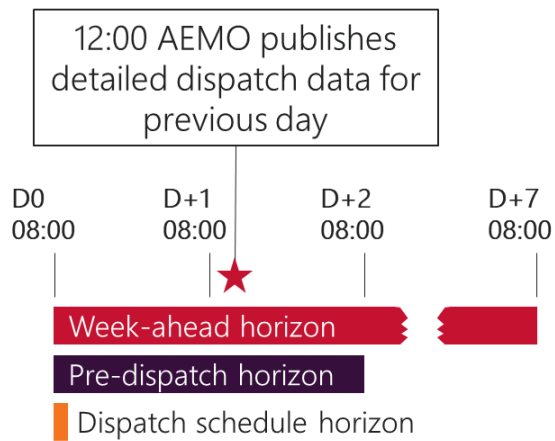 12:00 AEMO publishes
detailed dispatch data for
previous day
D0
08:00
D+1
08:00
D+2
08:00
D+7
08:00
Week-ahead horizon
Pre-dispatch horizon
Dispatch schedule horizon